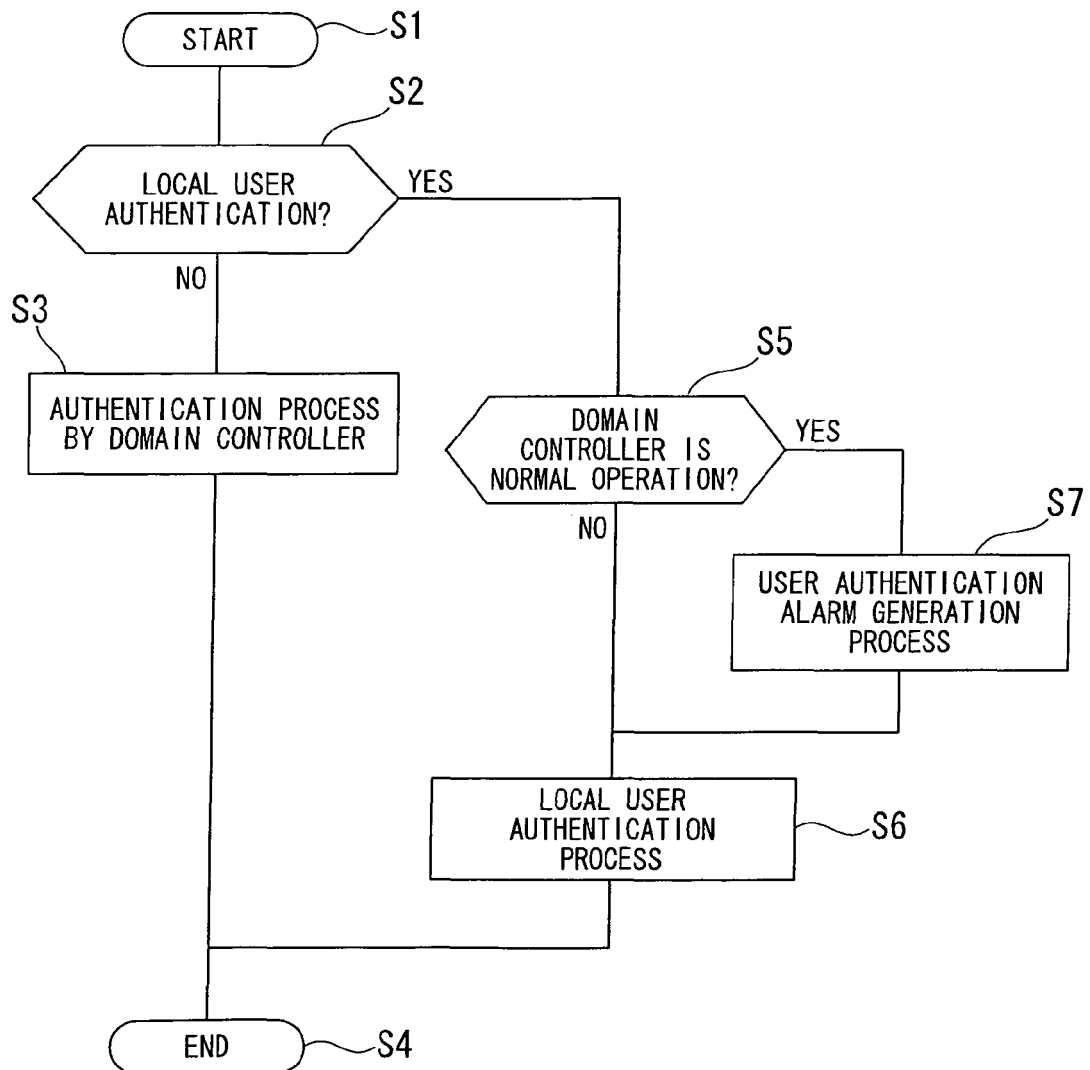 START
S1
S2
LOCAL USER
AUTHENTICATION?
YES
NO
S3
AUTHENTICATION PROCESS
BY DOMAIN CONTROLLER
S5
DOMAIN
CONTROLLER IS
NORMAL OPERATION?
YES
NO
S7
USER AUTHENTICATION
ALARM GENERATION
PROCESS
LOCAL USER
AUTHENTICATION
PROCESS
S6
END
S4